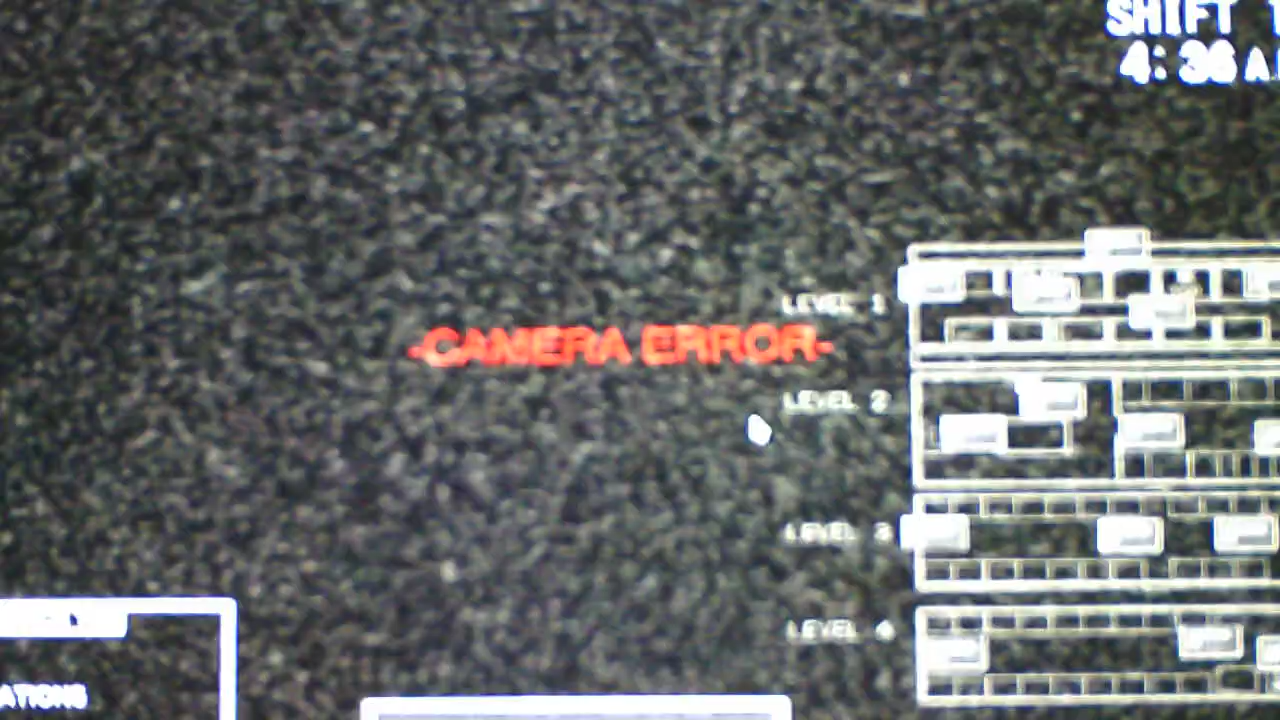 SHIFT
4:36 A.
LEVEL 1
-CAMERA ERROR-
LEVEL 2
LEVEL 3
LEVEL 4
ATIONS